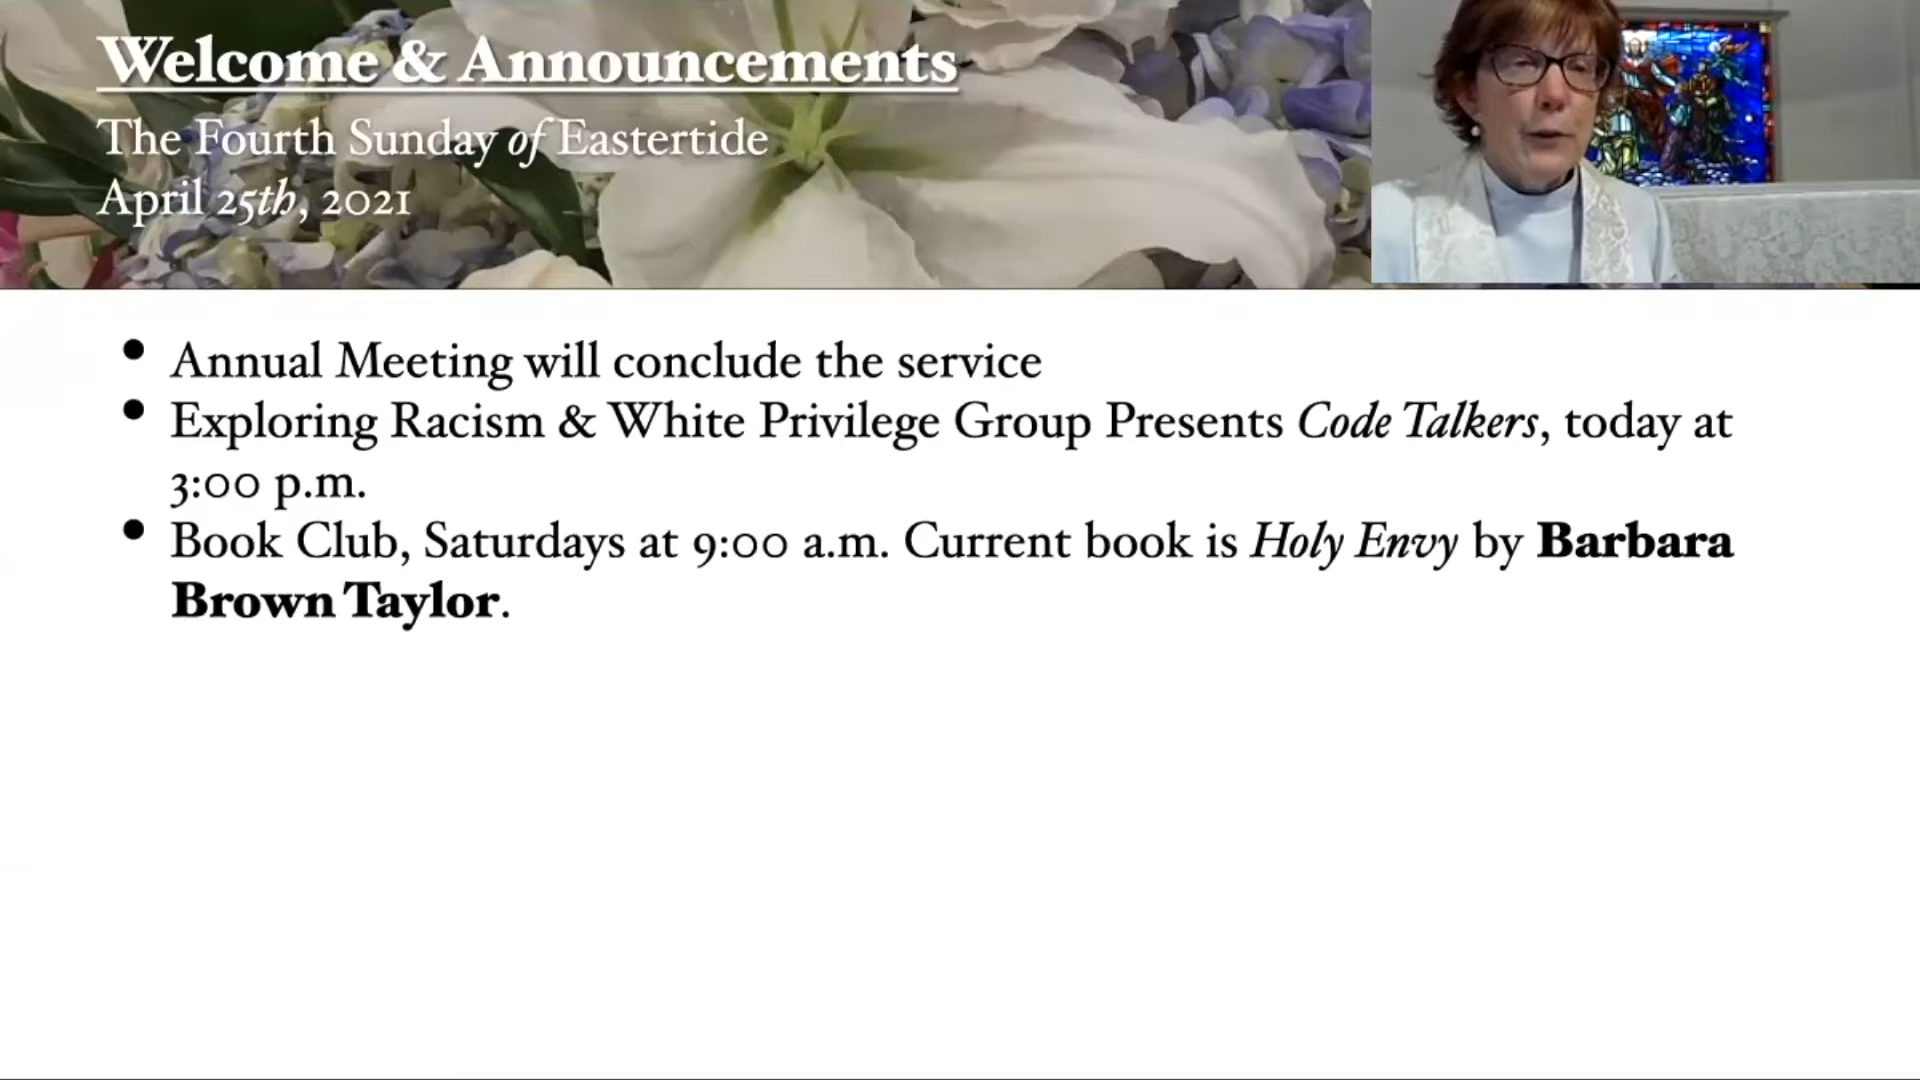 Welcome & Announcements
The Fourth Sunday of Eastertide
April 25th, 2021
• Annual Meeting will conclude the service
• Exploring Racism & White Privilege Group Presents Code Talkers, today at
3:00 p.m.
• Book Club, Saturdays at 9:00 a.m. Current book is Holy Envy by Barbara
Brown Taylor.